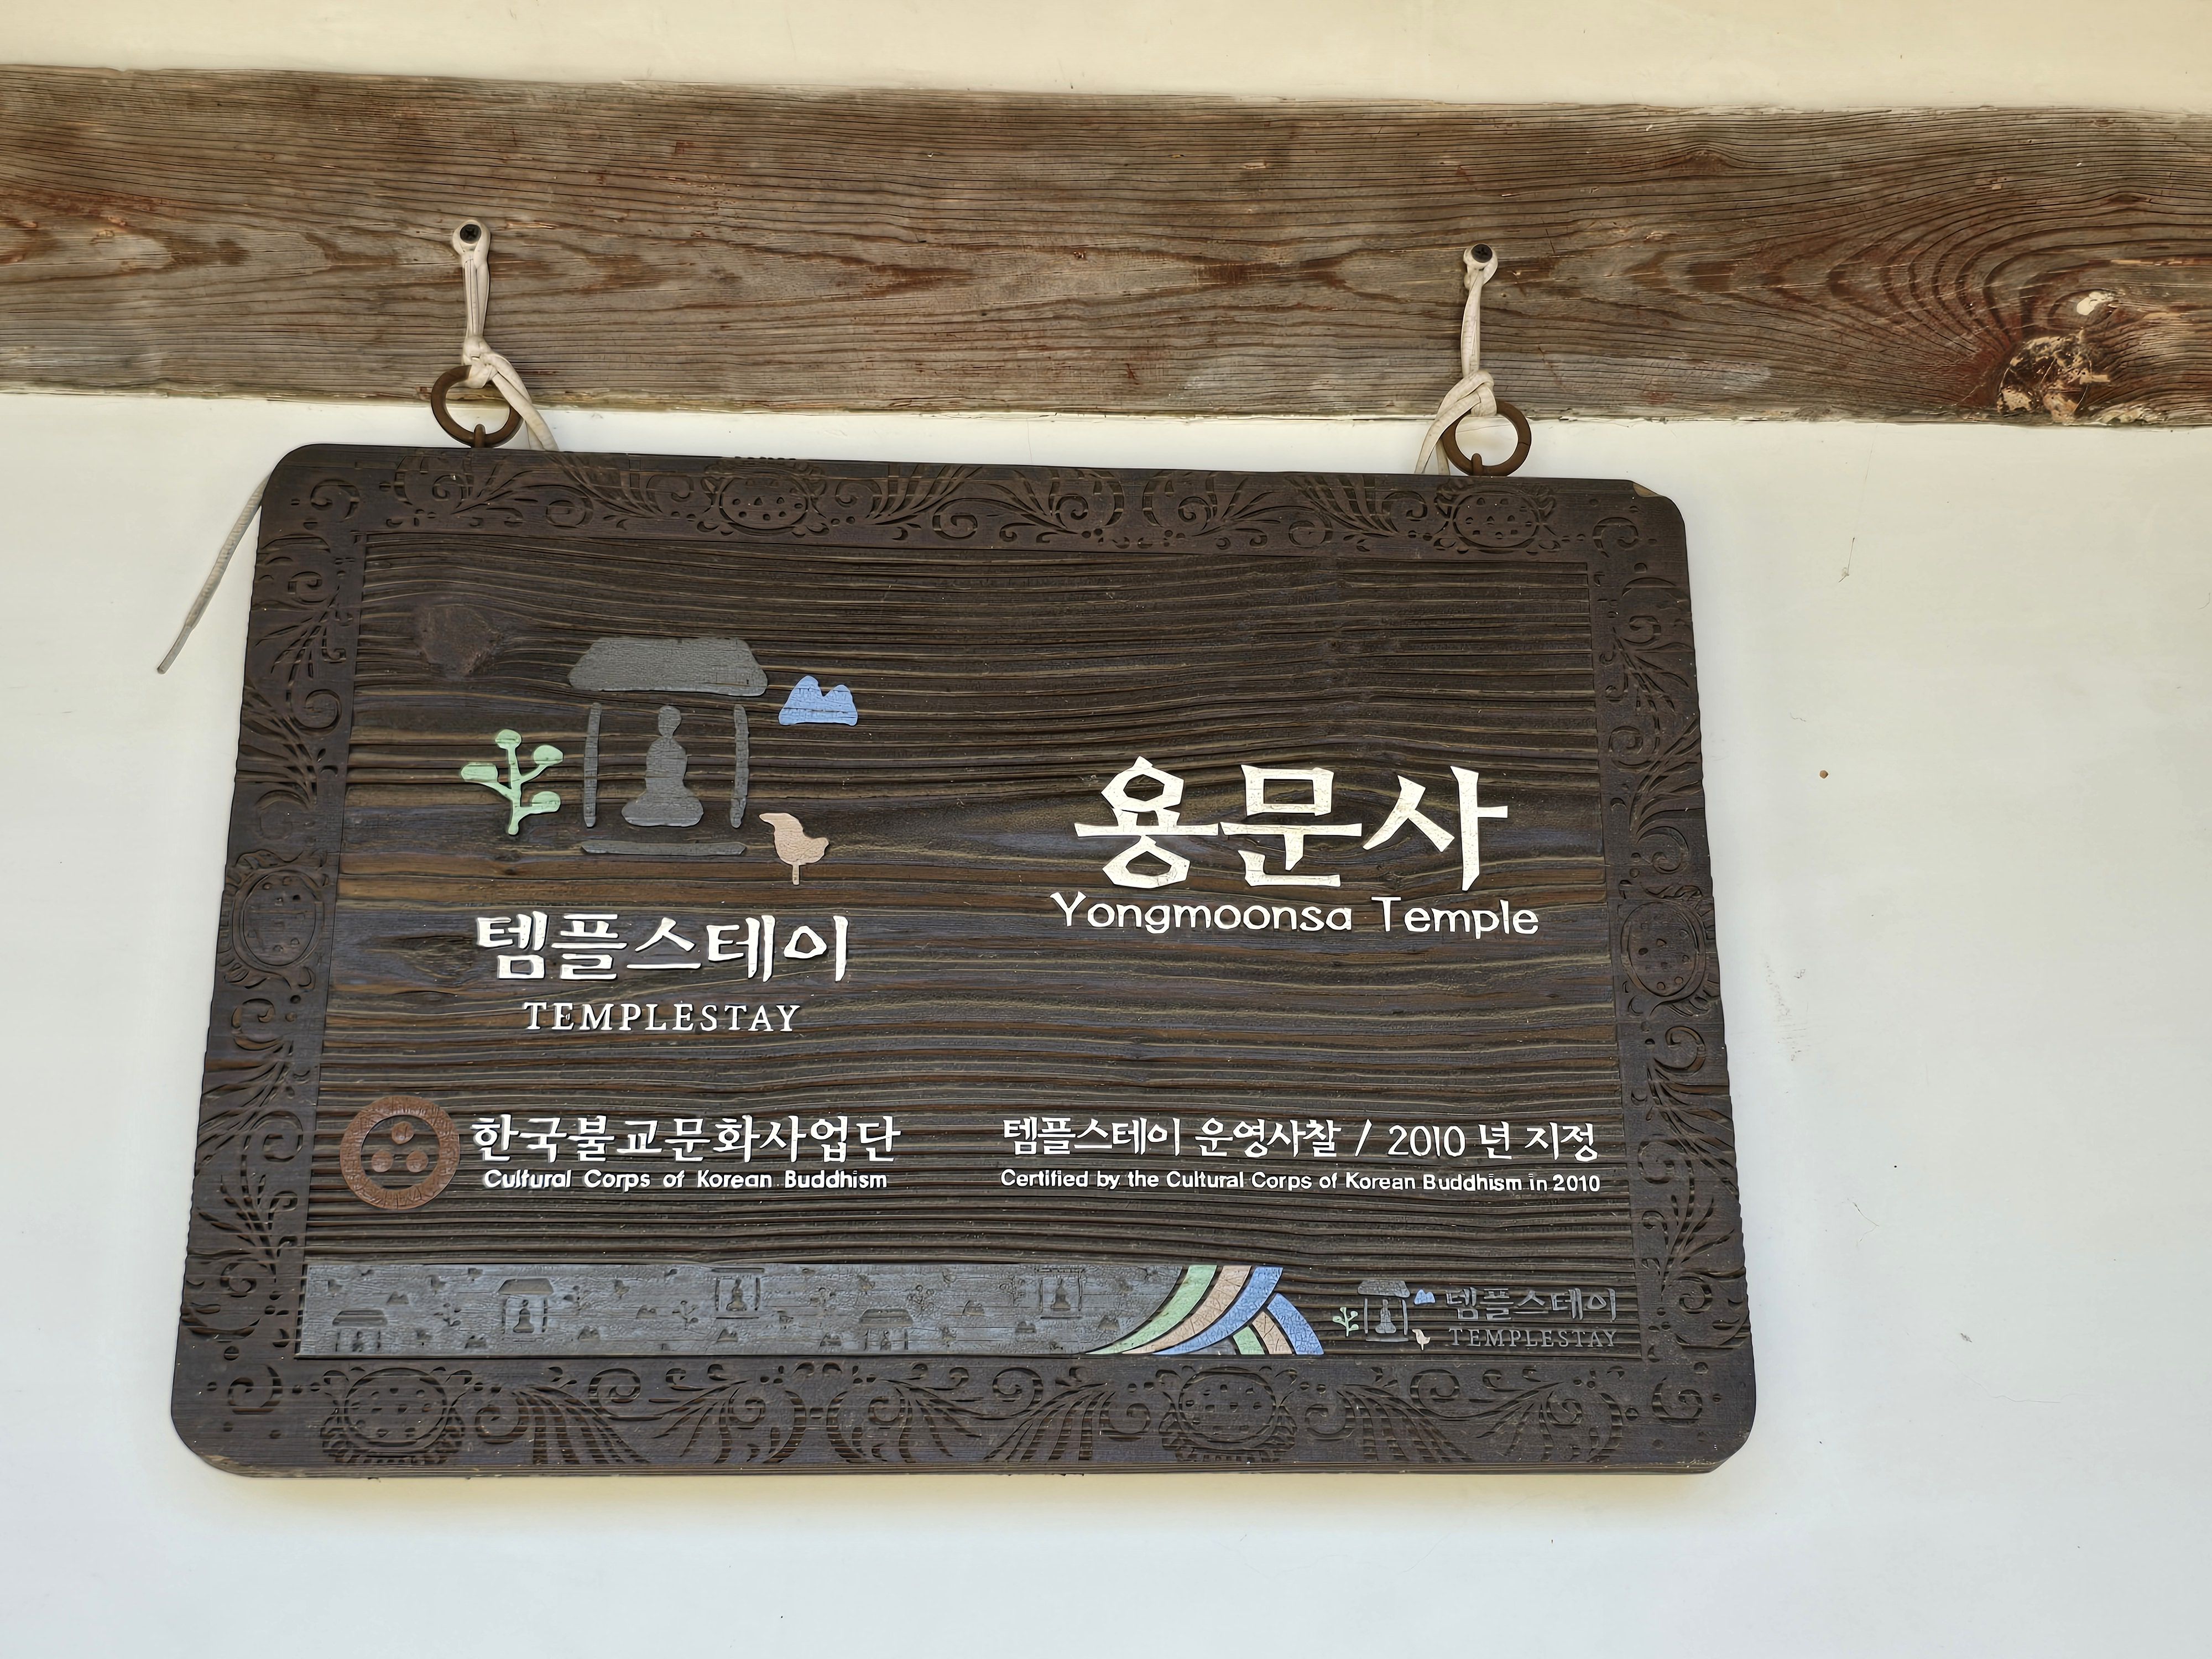 템플스테이
TEMPLESTAY
용문사
Yongmoonsa Temple
한국불교문화사업단
Cultural Corps of Korean Buddhism
템플스테이 운영사찰 / 2010 년 지정
Certified by the Cultural Corps of Korean Buddhism in 2010
템플스테이
TEMPLESTAY